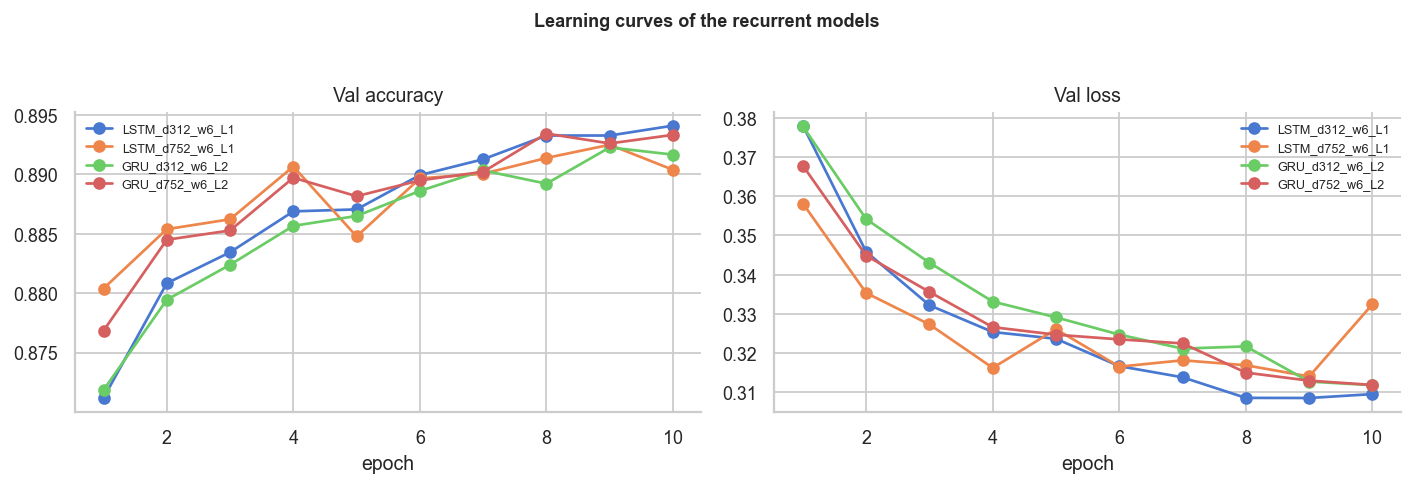 Learning curves of the recurrent models
Val accuracy
0.895
0.890
0.885
0.880
0.875
LSTM_d312_w6_L1
LSTM_d752_w6_L1
GRU_d312_w6_L2
GRU_d752_w6_L2
2 4 6 8 10
epoch
Val loss
0.38
0.37
0.36
0.35
0.34
0.33
0.32
0.31
LSTM_d312_w6_L1
LSTM_d752_w6_L1
GRU_d312_w6_L2
GRU_d752_w6_L2
2 4 6 8 10
epoch